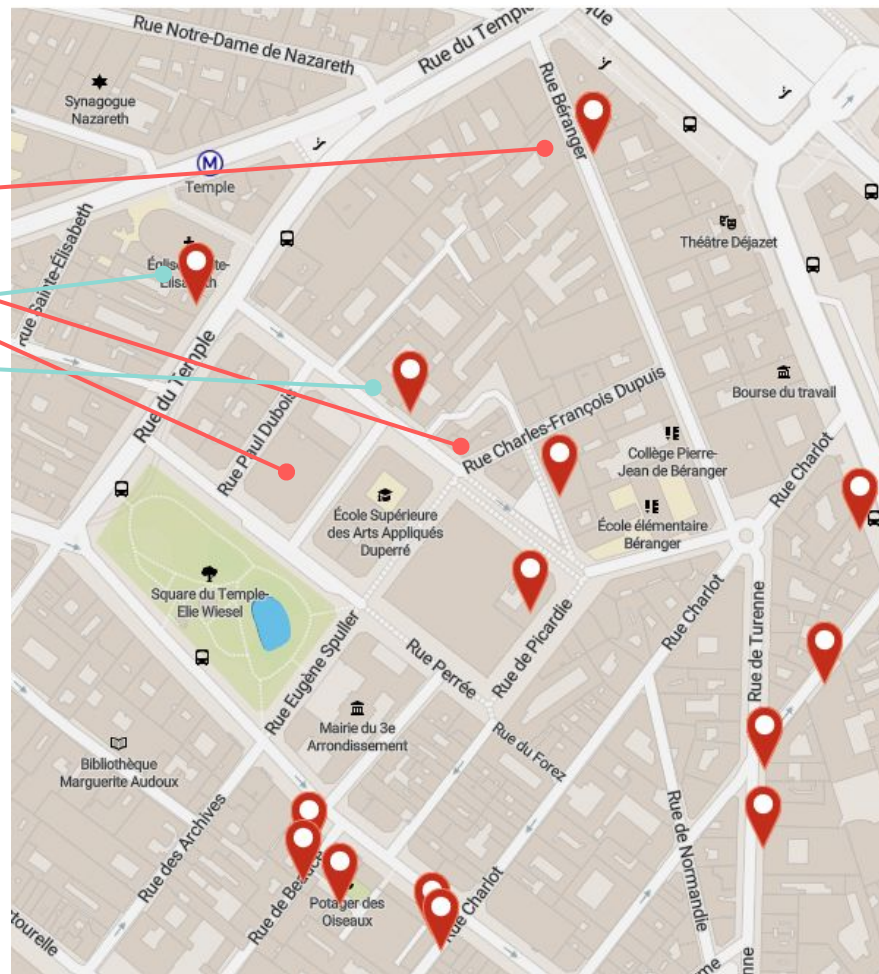 Rue Notre-Dame de Nazareth
Rue du Temple
que
Synagogue
Nazareth
M
Temple
Rue Béranger
Théâtre Déjazet
Rue Sainte-Élisabeth
Rue du Temple
Rue Paul Dubois
Rue Charles-François Dupuis
Bourse du travail
Collège Pierre-
Jean de Béranger
Rue Charlot
École Supérieure
des Arts Appliqués
Duperré
École élémentaire
Béranger
Square du Temple-
Elie Wiesel
Rue Eugène Spuller
Rue Perrée
Rue de Picardie
Rue Charlot
Rue de Turenne
Mairie du 3e
Arrondissement
Rue du Forez
Bibliothèque
Marguerite Audoux
Rue des Archives
Rue de Normandie
Rue de
Potager des
Oiseaux
Rue Charlot
tourelle
me
nne